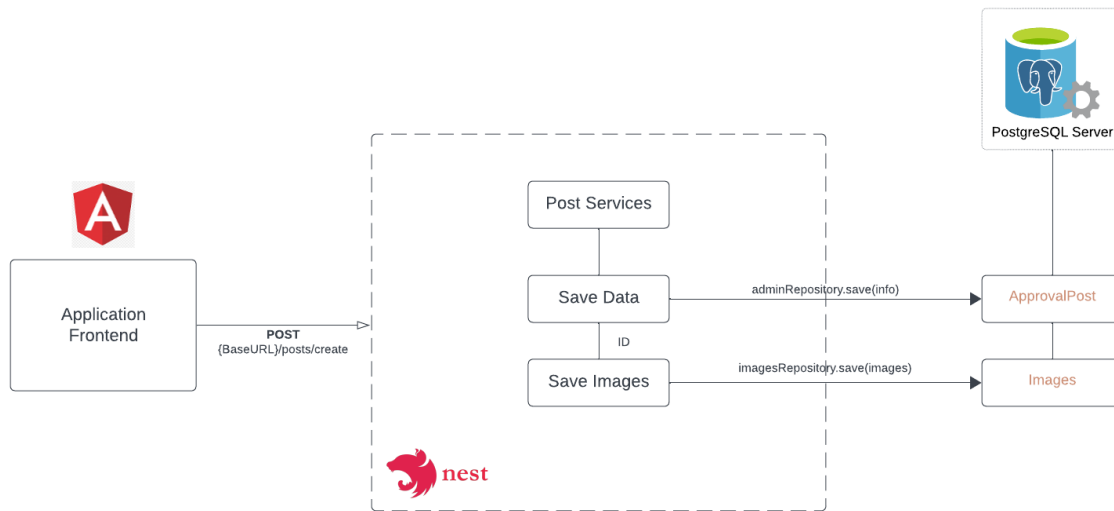 PostgreSQL Server
Post Services
Application
Frontend
POST
{BaseURL}/posts/create
Save Data
adminRepository.save(info)
ApprovalPost
ID
Save Images
imagesRepository.save(images)
Images
nest